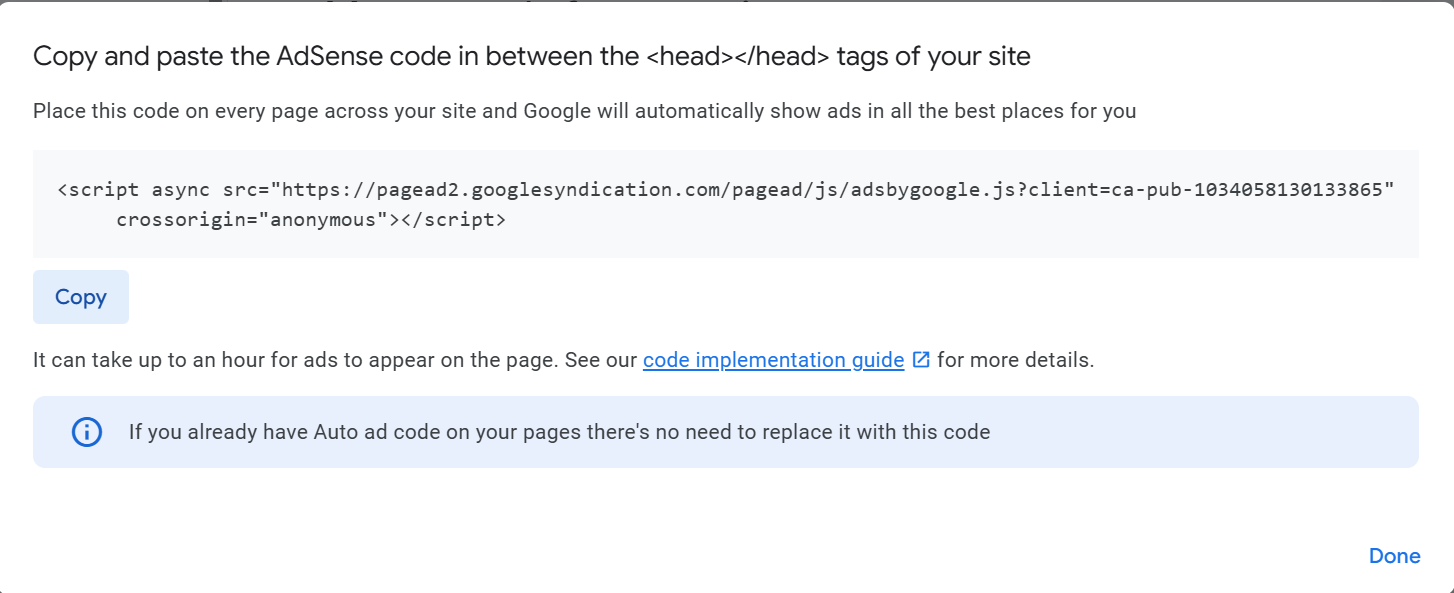 Copy and paste the AdSense code in between the <head></head> tags of your site
Place this code on every page across your site and Google will automatically show ads in all the best places for you
<script async src="https://pagead2.googlesyndication.com/pagead/js/adsbygoogle.js?client=ca-pub-1034058130133865"
     crossorigin="anonymous"></script>
Copy
It can take up to an hour for ads to appear on the page. See our code implementation guide for more details.
If you already have Auto ad code on your pages there's no need to replace it with this code
Done